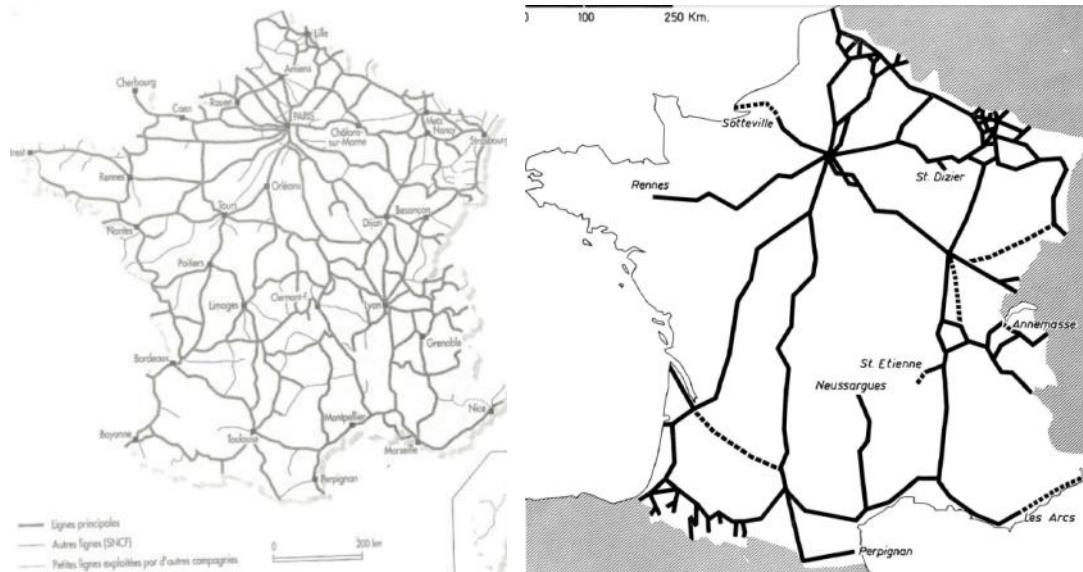 Lille
Amiens
Cherbourg
Rouen
Caen
PARIS
Metz
Nancy
Châlons-
sur-Marne
Strasbourg
Rennes
Orléans
Tours
Nantes
Dijon
Besançon
Poitiers
Limoges
Clermont-F.
Lyon
Grenoble
Bordeaux
Nice
Montpellier
Bayonne
Toulouse
Marseille
Perpignan
Lignes principales
Autres lignes (SNCF)
Petites lignes exploitées par d'autres compagnies
0 200 km
0 100 250 Km.
Sotteville
Rennes
St. Dizier
Annemasse
St. Etienne
Neussargues
Les Arcs
Perpignan